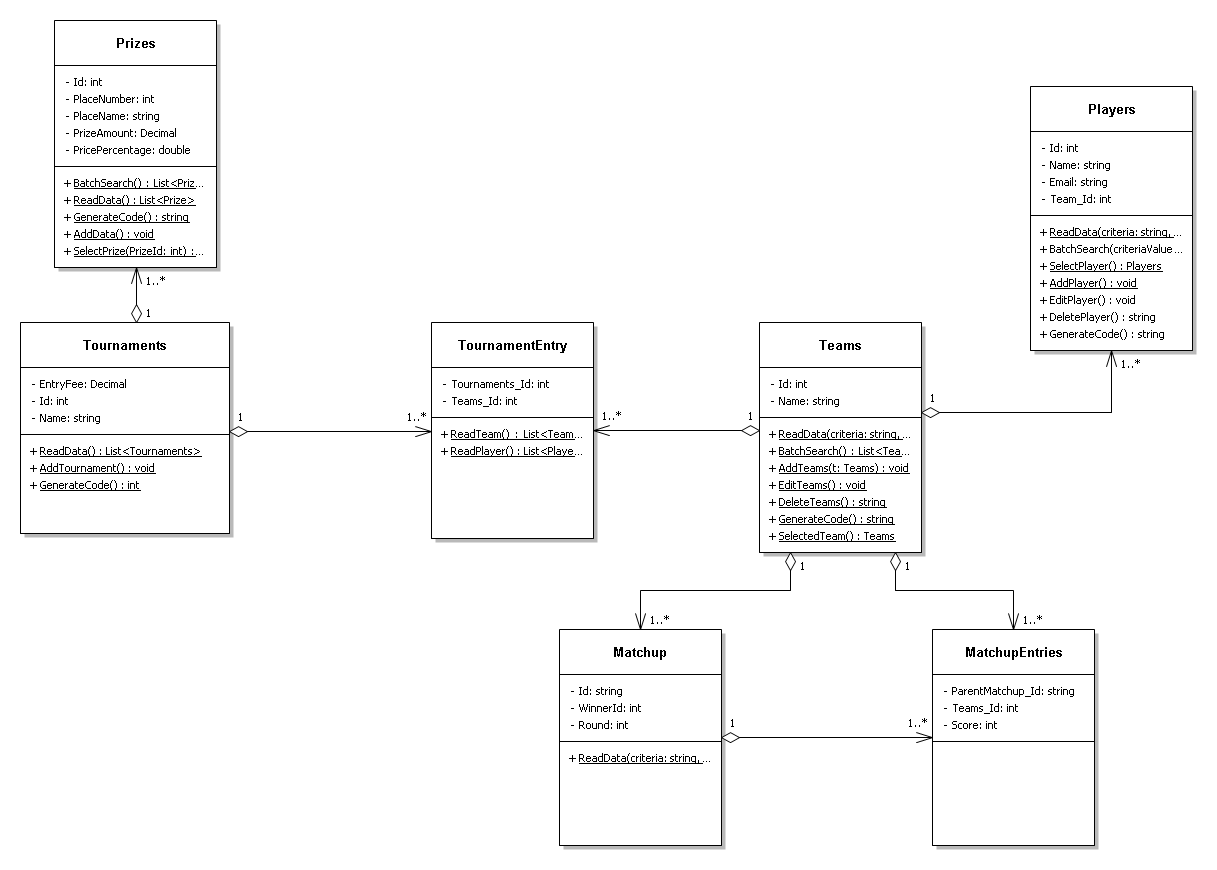 Prizes
- Id: int
- PlaceNumber: int
- PlaceName: string
- PrizeAmount: Decimal
- PricePercentage: double
+ BatchSearch() : List<Priz...
+ ReadData() : List<Prize>
+ GenerateCode() : string
+ AddData() : void
+ SelectPrize(PrizeId: int) :...
1..*
1
Players
- Id: int
- Name: string
- Email: string
- Team_Id: int
+ ReadData(criteria: string, ...
+ BatchSearch(criteriaValue...
+ SelectPlayer() : Players
+ AddPlayer() : void
+ EditPlayer() : void
+ DeletePlayer() : string
+ GenerateCode() : string
1..*
1
Tournaments
- EntryFee: Decimal
- Id: int
- Name: string
+ ReadData() : List<Tournaments>
+ AddTournament() : void
+ GenerateCode() : int
1
1..*
TournamentEntry
- Tournaments_Id: int
- Teams_Id: int
+ ReadTeam() : List<Team...
+ ReadPlayer() : List<Playe...
1..*
1
Teams
- Id: int
- Name: string
+ ReadData(criteria: string, ...
+ BatchSearch() : List<Tea...
+ AddTeams(t: Teams) : void
+ EditTeams() : void
+ DeleteTeams() : string
+ GenerateCode() : string
+ SelectedTeam() : Teams
1
1
1..*
1..*
Matchup
- Id: string
- WinnerId: int
- Round: int
+ ReadData(criteria: string, ...
1
1..*
MatchupEntries
- ParentMatchup_Id: string
- Teams_Id: int
- Score: int